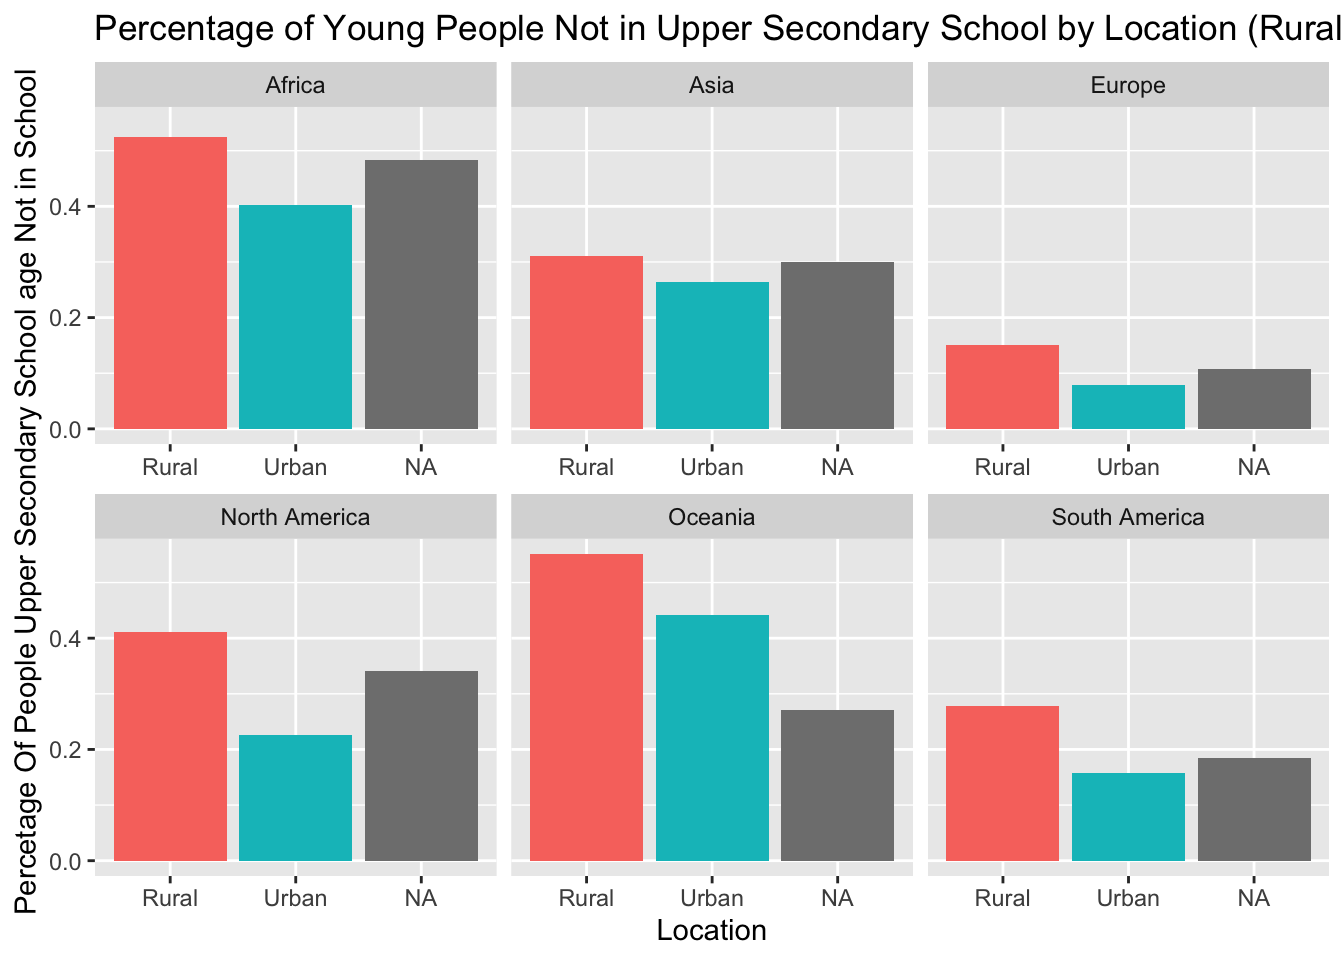 Percentage of Young People Not in Upper Secondary School by Location (Rural
Percetage Of People Upper Secondary School age Not in School
Africa
Asia
Europe
0.4
0.2
0.0
Rural Urban NA
Rural Urban NA
Rural Urban NA
North America
Oceania
South America
0.4
0.2
0.0
Rural Urban NA
Rural Urban NA
Rural Urban NA
Location